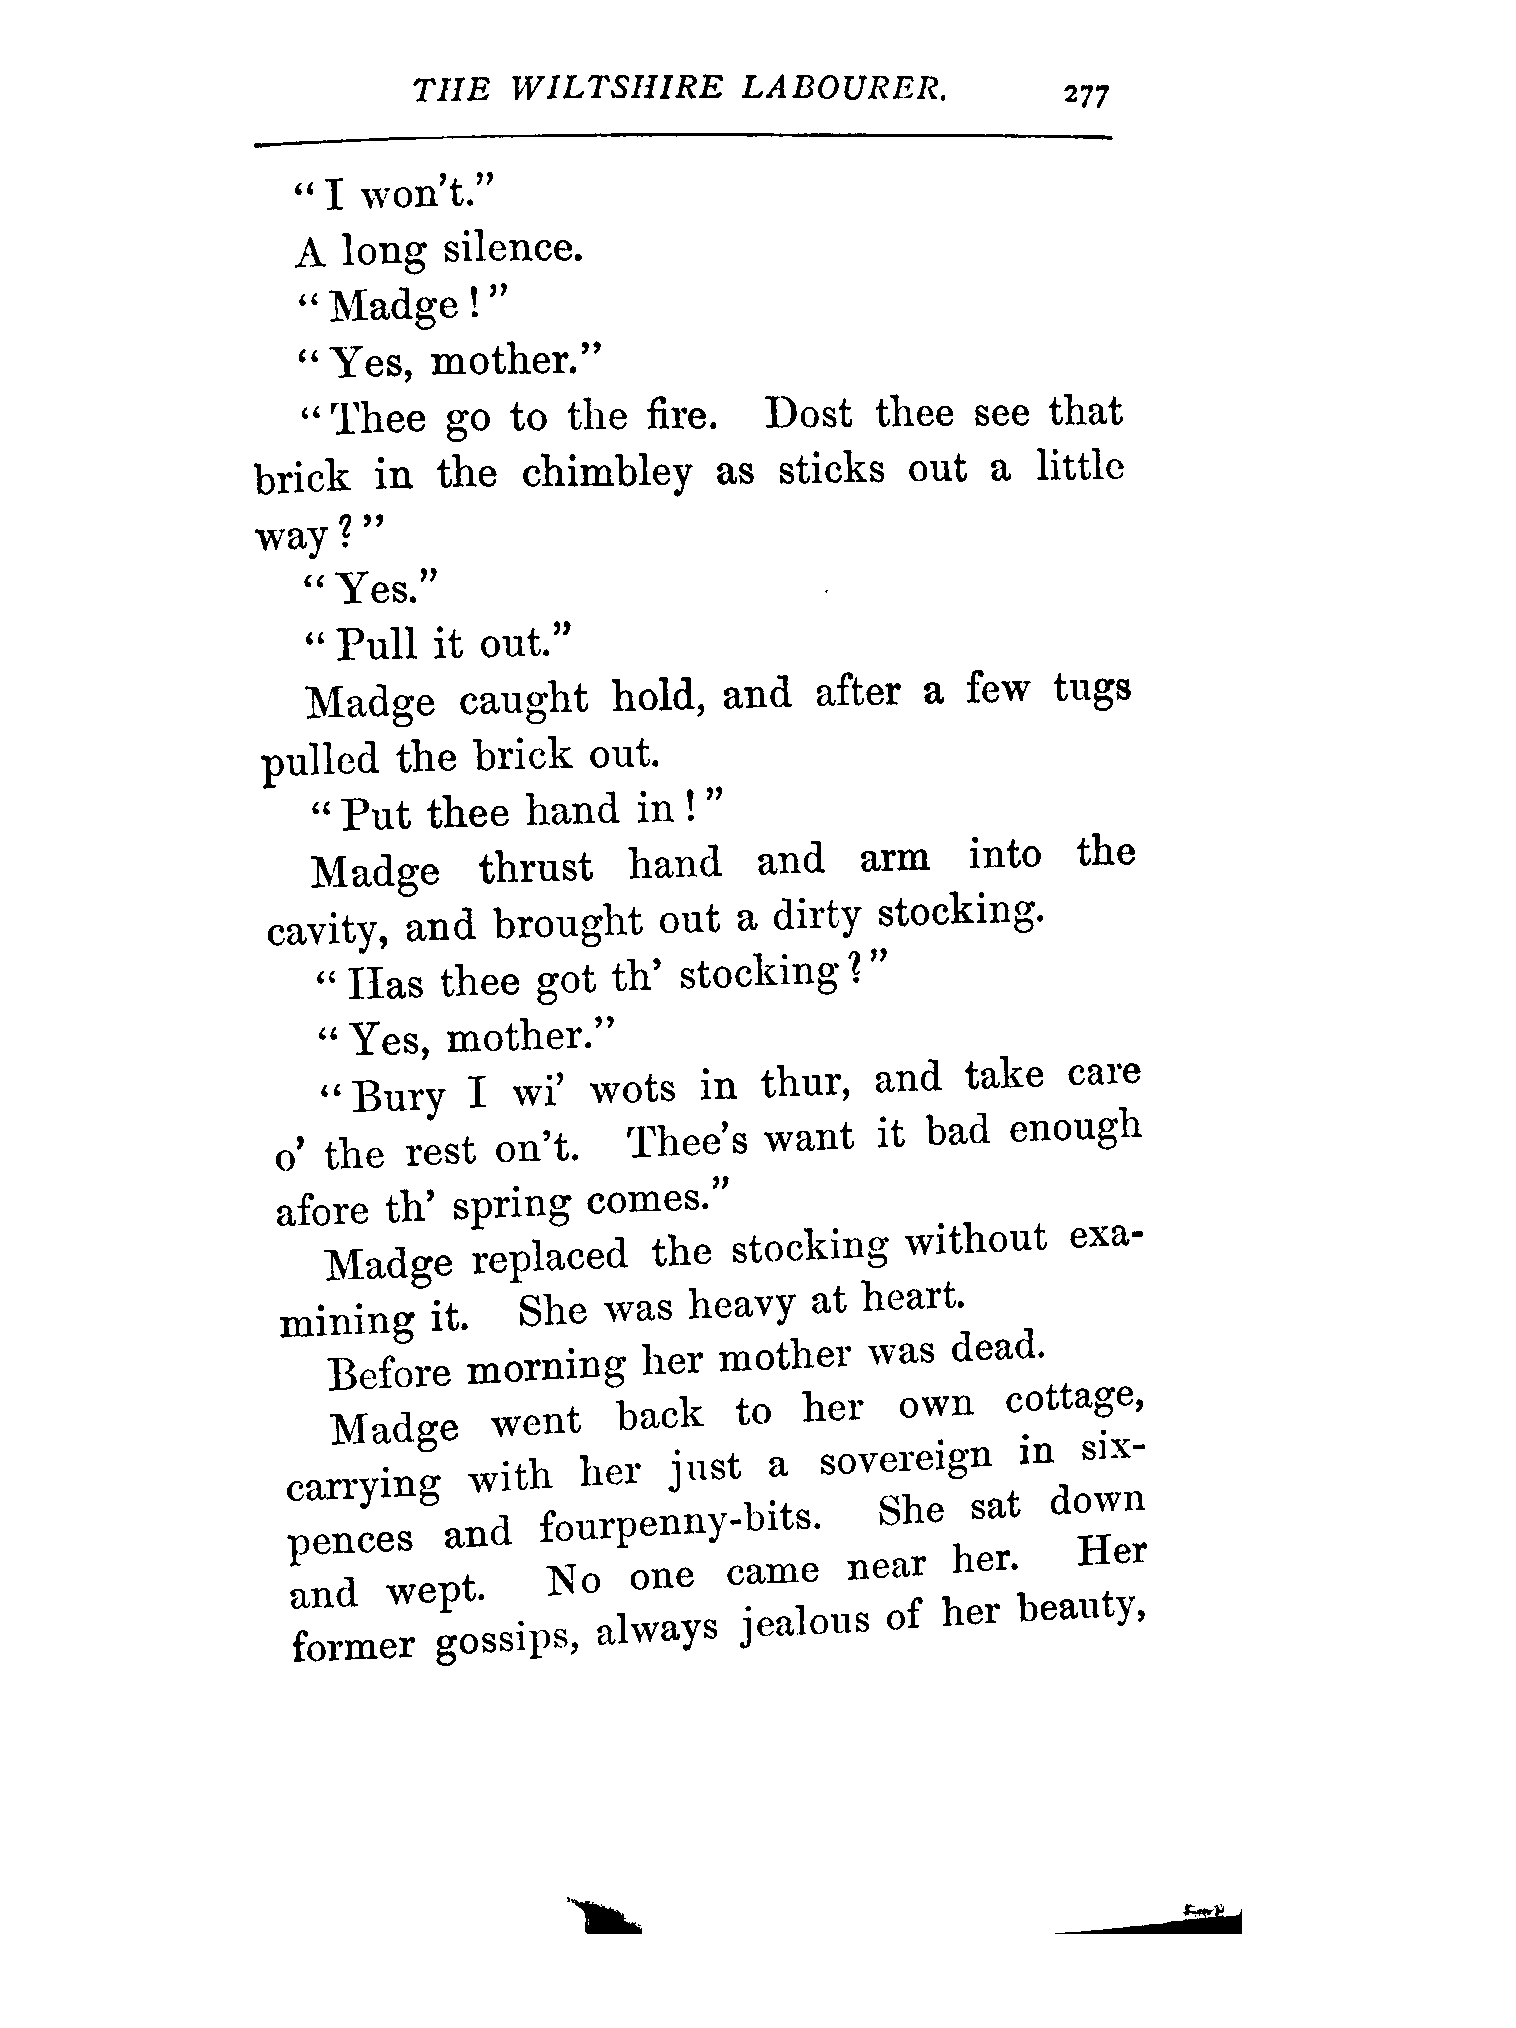 THE WILTSHIRE LABOURER. 277
"I won't."
A long silence.
"Madge!"
"Yes, mother."
"Thee go to the fire. Dost thee see that
brick in the chimbley as sticks out a little
way?"
"Yes."
"Pull it out."
Madge caught hold, and after a few tugs
pulled the brick out.
"Put thee hand in!"
Madge thrust hand and arm into the
cavity, and brought out a dirty stocking.
"Has thee got th' stocking?"
"Yes, mother."
"Bury I wi' wots in thur, and take care
o' the rest on't. Thee's want it bad enough
afore th' spring comes."
Madge replaced the stocking without exa-
mining it. She was heavy at heart.
Before morning her mother was dead.
Madge went back to her own cottage,
carrying with her just a sovereign in six-
pences and fourpenny-bits. She sat down
and wept. No one came near her. Her
former gossips, always jealous of her beauty,